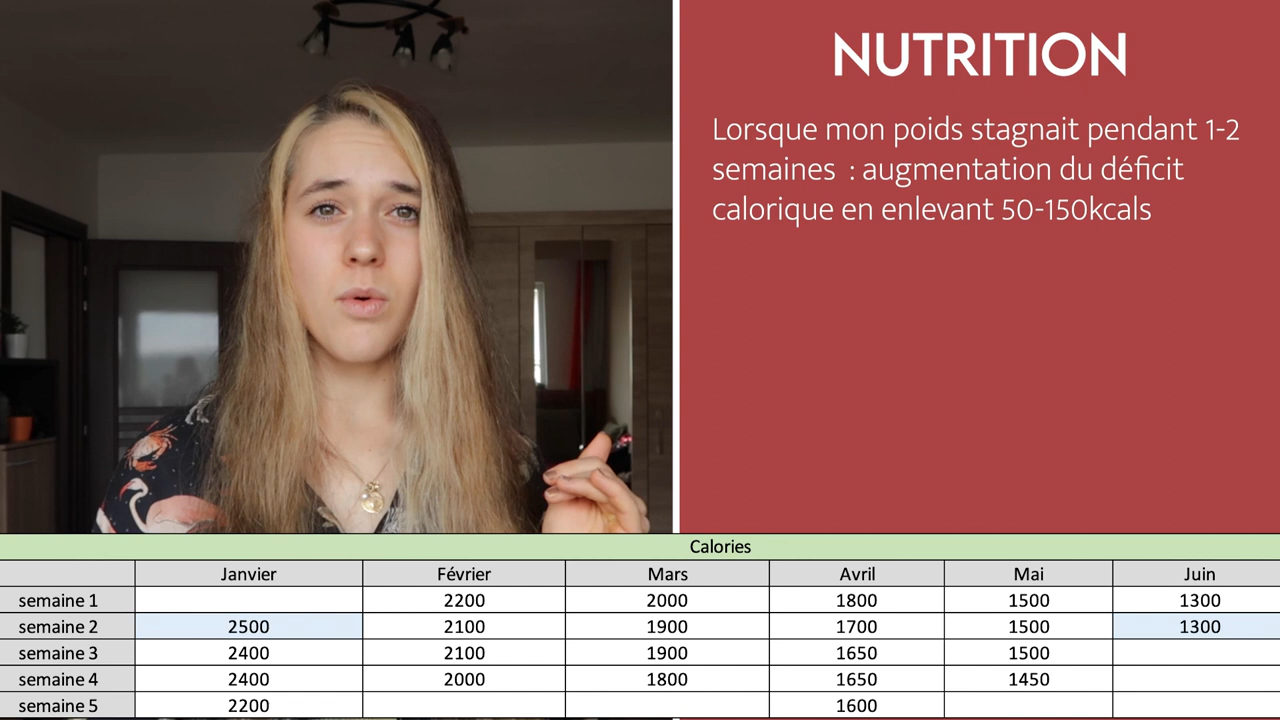 NUTRITION
Lorsque mon poids stagnait pendant 1-2
semaines : augmentation du déficit
calorique en enlevant 50-150kcals
Calories
Janvier Février Mars Avril Mai Juin
semaine 1 2200 2000 1800 1500 1300
semaine 2 2500 2100 1900 1700 1500 1300
semaine 3 2400 2100 1900 1650 1500
semaine 4 2400 2000 1800 1650 1450
semaine 5 2200 1600